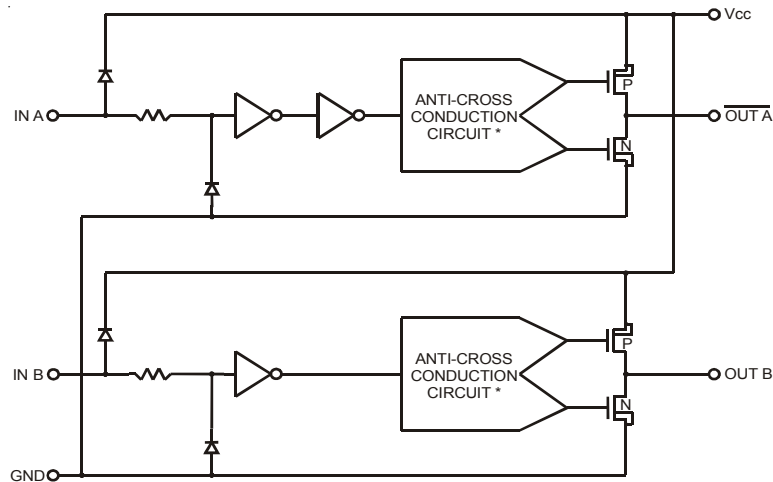 Vcc
IN A
ANTI-CROSS
CONDUCTION
CIRCUIT *
P
N
OUT A
IN B
ANTI-CROSS
CONDUCTION
CIRCUIT *
P
N
OUT B
GND